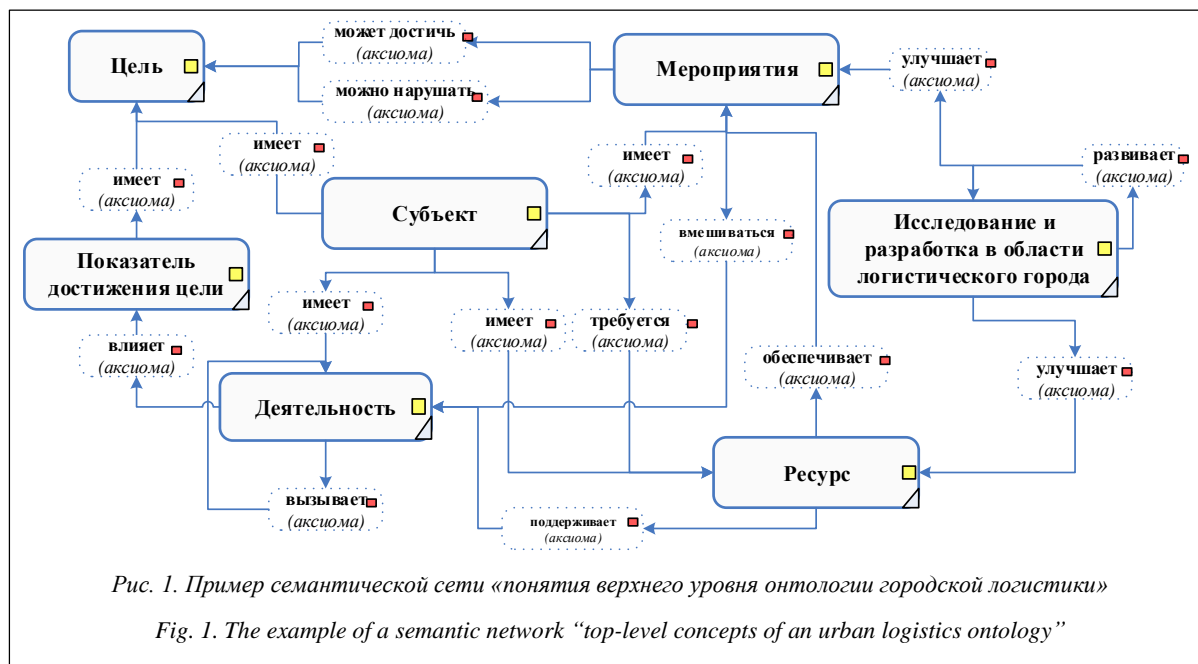 может достичь
(аксиома)
Цель
Мероприятия
улучшает
(аксиома)
можно нарушать
(аксиома)
имеет
(аксиома)
имеет
(аксиома)
развивает
(аксиома)
имеет
(аксиома)
Субъект
вмешиваться
(аксиома)
Исследование и
разработка в области
логистического города
Показатель
достижения цели
имеет
(аксиома)
имеет
(аксиома)
требуется
(аксиома)
влияет
(аксиома)
обеспечивает
(аксиома)
улучшает
(аксиома)
Деятельность
Ресурс
вызывает
(аксиома)
поддерживает
(аксиома)
Рис. 1. Пример семантической сети «понятия верхнего уровня онтологии городской логистики»
Fig. 1. The example of a semantic network “top-level concepts of an urban logistics ontology”